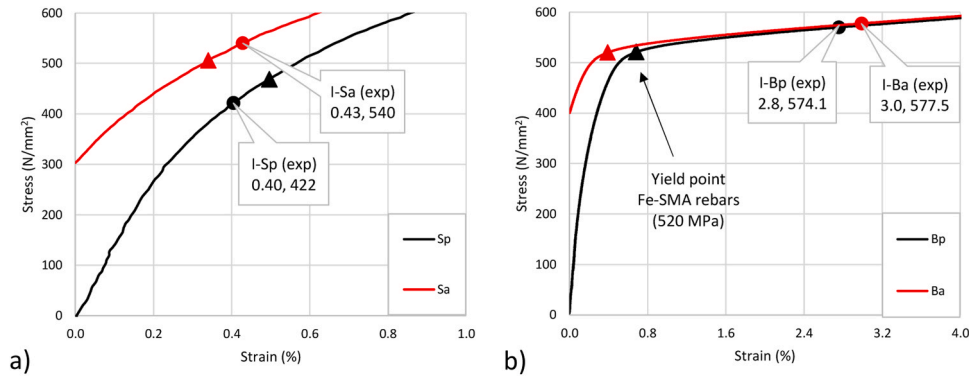 600
500
400
300
200
100
0
Stress (N/mm²)
I-Sa (exp)
0.43, 540
I-Sp (exp)
0.40, 422
Sp
Sa
0.0 0.2 0.4 0.6 0.8 1.0
Strain (%)
a)
600
500
400
300
200
100
0
Stress (N/mm²)
I-Bp (exp)
2.8, 574.1
I-Ba (exp)
3.0, 577.5
Yield point
Fe-SMA rebars
(520 MPa)
Bp
Ba
0.0 0.8 1.6 2.4 3.2 4.0
Strain (%)
b)